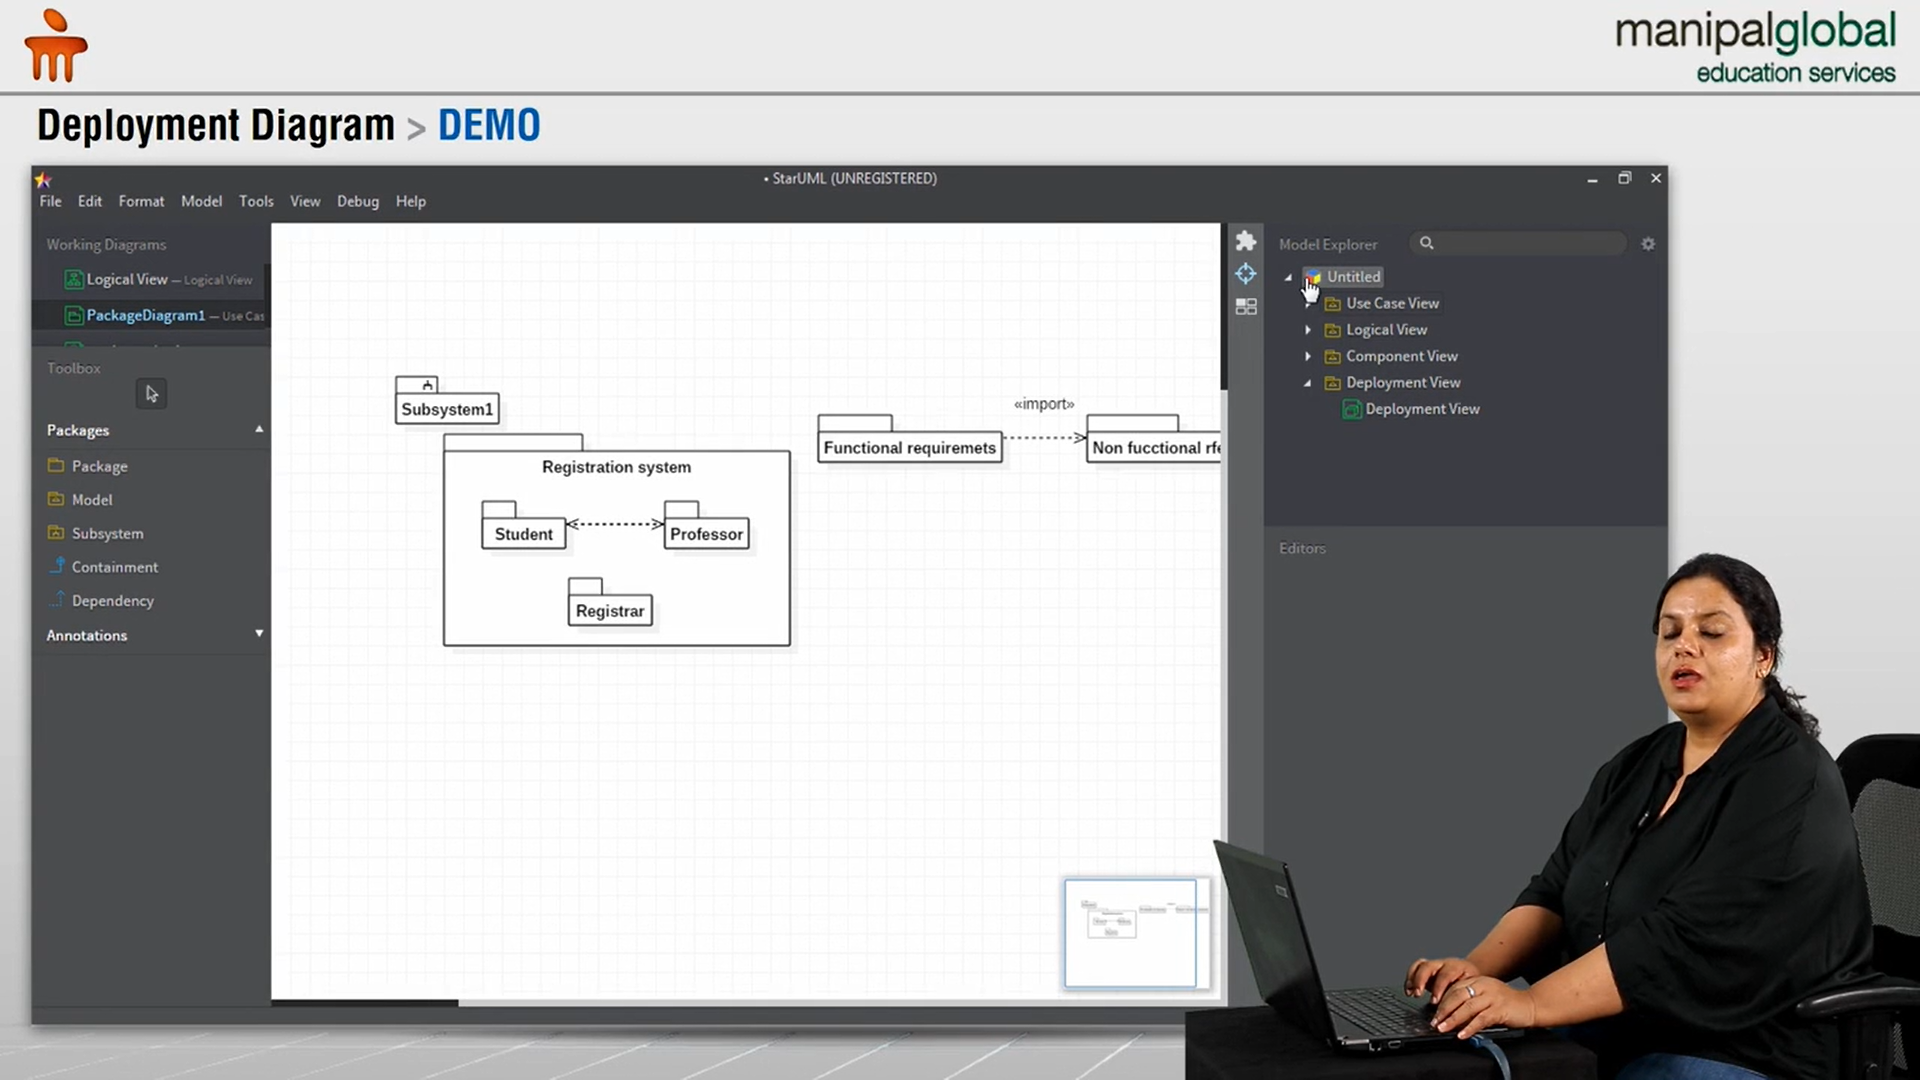 manipalglobal
education services
Deployment Diagram > DEMO
• StarUML (UNREGISTERED)
File Edit Format Model Tools View Debug Help
Working Diagrams
Logical View — Logical View
PackageDiagram1 — Use Cas
Toolbox
Packages
Package
Model
Subsystem
Containment
Dependency
Annotations
Subsystem1
Registration system
Student
Professor
Registrar
«import»
Functional requiremets
Non fucctional rfe
Model Explorer
Untitled
Use Case View
Logical View
Component View
Deployment View
Deployment View
Editors